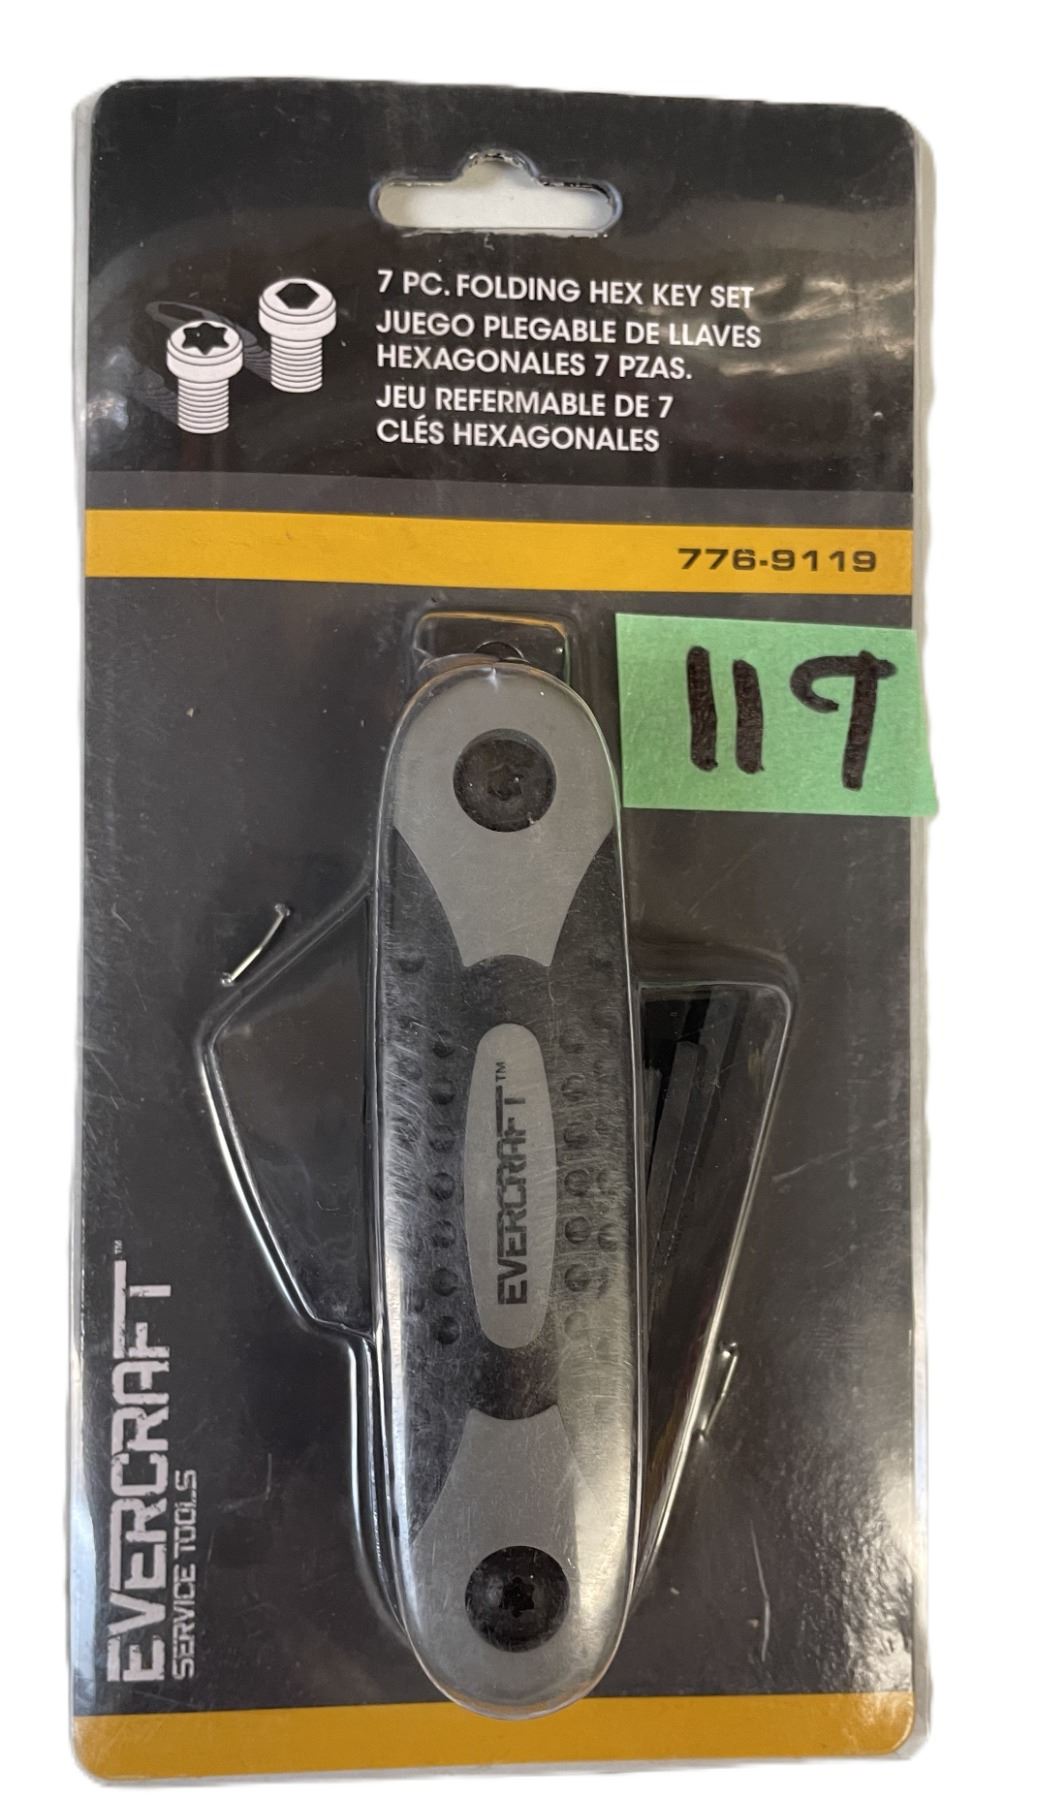 7 PC. FOLDING HEX KEY SET
JUEGO PLEGABLE DE LLAVES
HEXAGONALES 7 PZAS.
JEU REFERMABLE DE 7
CLÉS HEXAGONALES
776-9119
119
EVERCRAFT™
EVERCRAFT™
SERVICE TOOLS